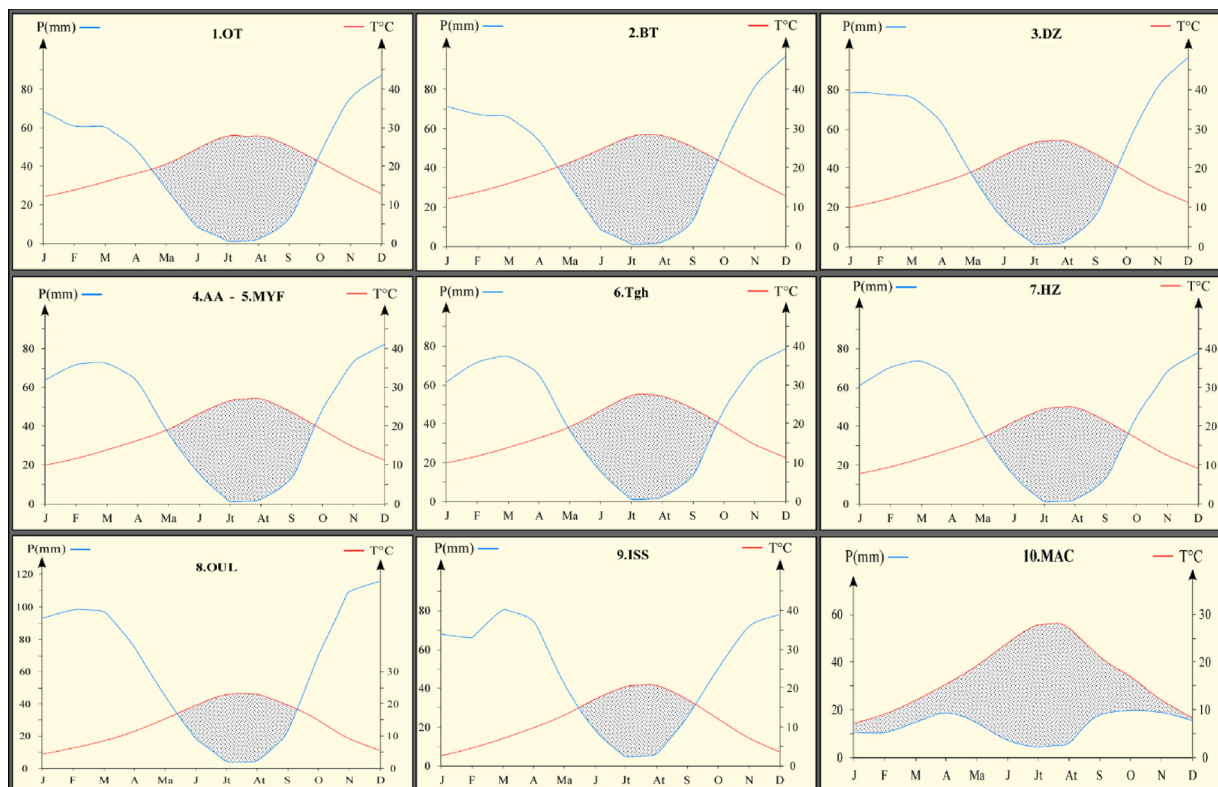 P(mm) 1.OT T°C
80 40
60 30
40 20
20 10
0 0
J F M A Ma J Jt At S O N D
P(mm) 2.BT T°C
80 40
60 30
40 20
20 10
0 0
J F M A Ma J Jt At S O N D
P(mm) 3.DZ T°C
80 40
60 30
40 20
20 10
0 0
J F M A Ma J Jt At S O N D
P(mm) 4.AA - 5.MYF T°C
80 40
60 30
40 20
20 10
0 0
J F M A Ma J Jt At S O N D
P(mm) 6.Tgh T°C
80 40
60 30
40 20
20 10
0 0
J F M A Ma J Jt At S O N D
P(mm) 7.HZ T°C
80 40
60 30
40 20
20 10
0 0
J F M A Ma J Jt At S O N D
P(mm) 8.OUL T°C
120
100
80
60 30
40 20
20 10
0 0
J F M A Ma J Jt At S O N D
P(mm) 9.ISS T°C
80 40
60 30
40 20
20 10
0 0
J F M A Ma J Jt At S O N D
P(mm) 10.MAC T°C
60 30
40 20
20 10
0 0
J F M A Ma J Jt At S O N D